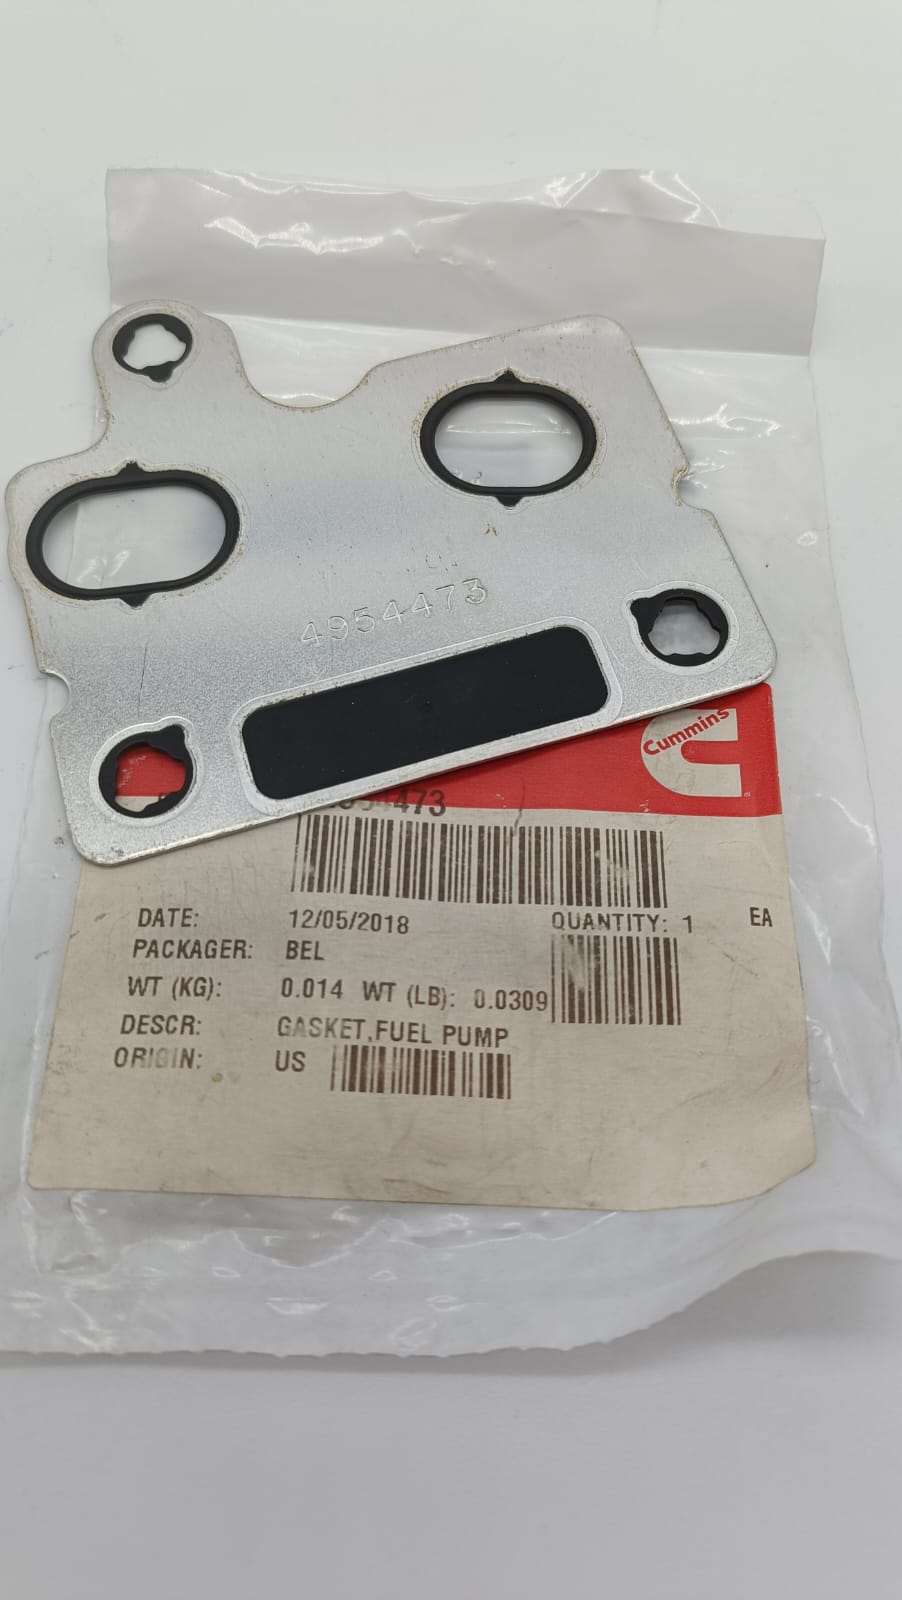 4954473
Cummins
4954473
DATE: 12/05/2018 QUANTITY: 1 EA
PACKAGER: BEL
WT (KG): 0.014 WT (LB): 0.0309
DESCR: GASKET,FUEL PUMP
ORIGIN: US